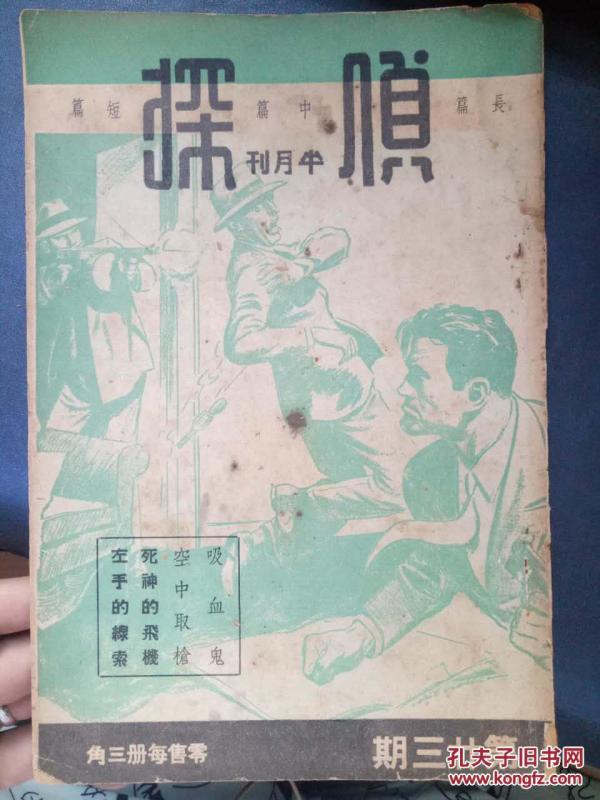 偵探
長篇 中篇 短篇
半月刊
吸血鬼
空中取槍
死神的飛機
左手的線索
第廿三期
零售每册三角
孔夫子旧书网
www.kongfz.com